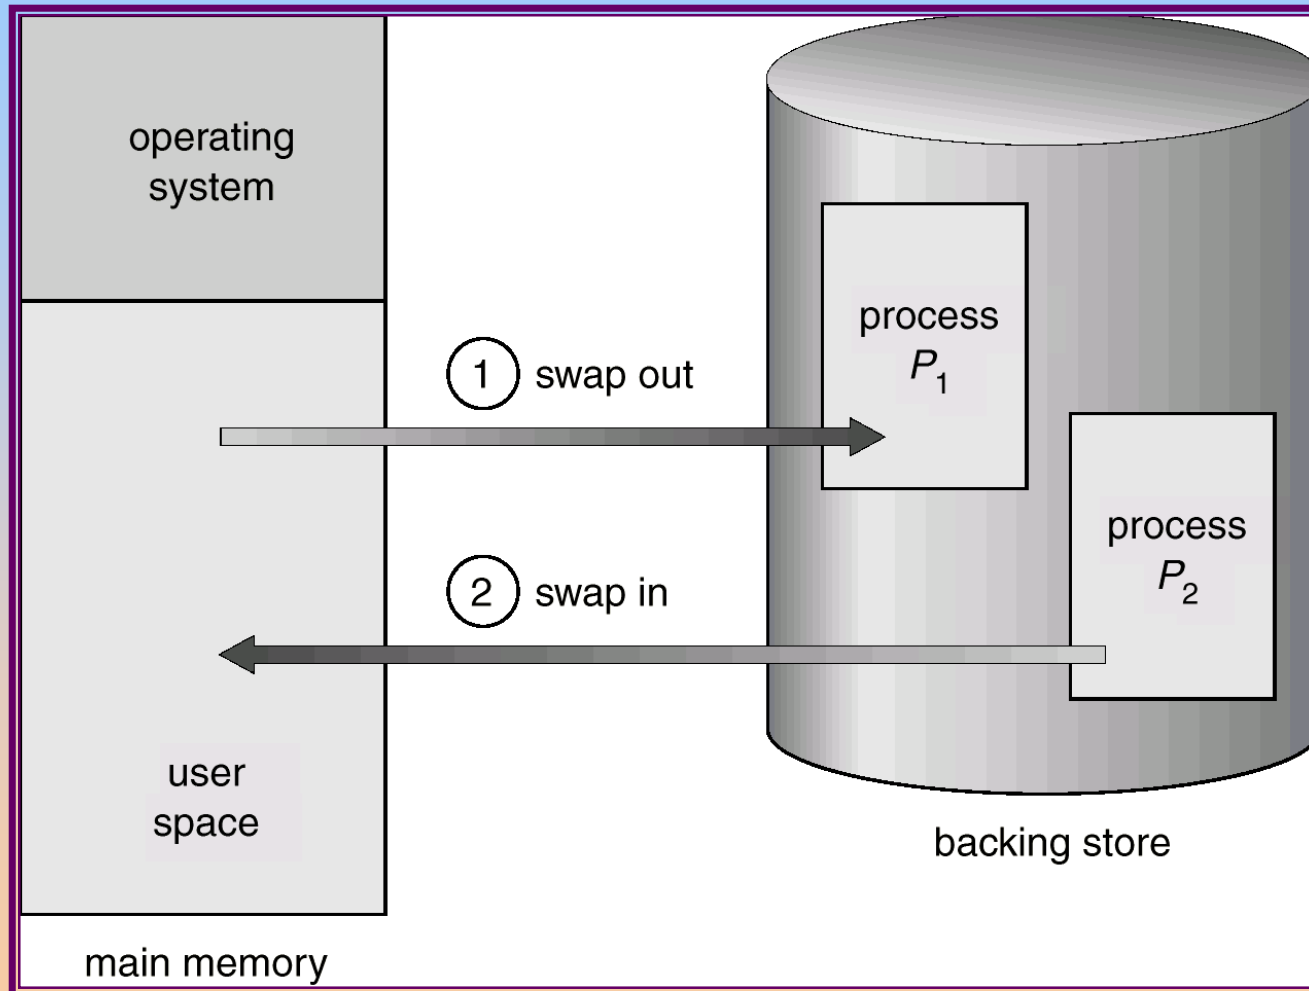 operating
system
1 swap out
process
P1
process
P2
2 swap in
user
space
backing store
main memory